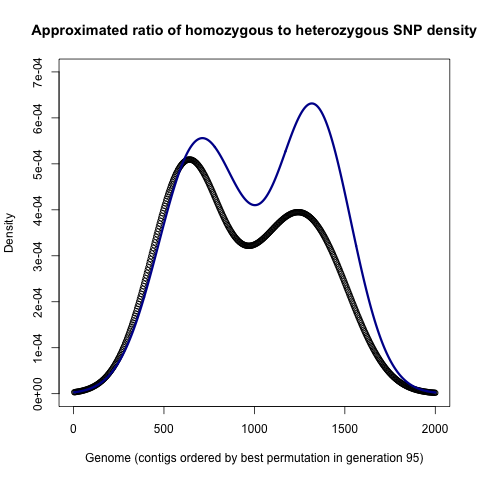 Approximated ratio of homozygous to heterozygous SNP density
7e-04
6e-04
5e-04
4e-04
3e-04
2e-04
1e-04
0e+00
Density
0 500 1000 1500 2000
Genome (contigs ordered by best permutation in generation 95)